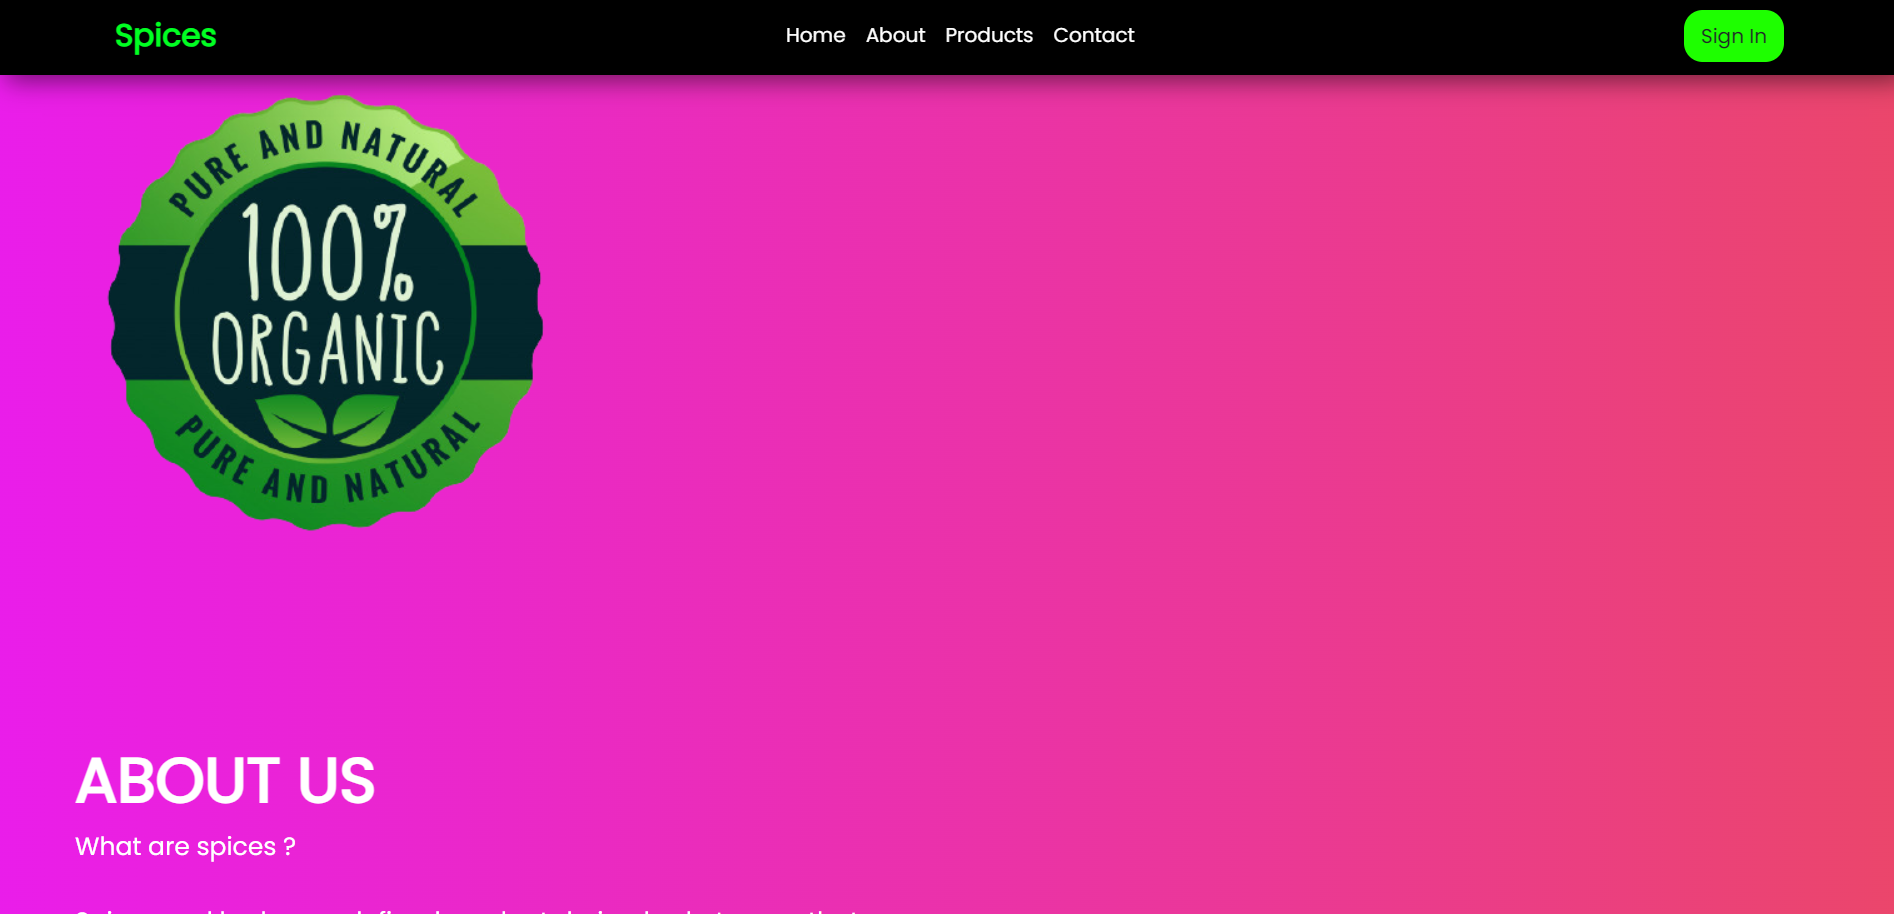 Spices
Home About Products Contact
Sign In
PURE AND NATURAL
100%
ORGANIC
PURE AND NATURAL
ABOUT US
What are spices ?